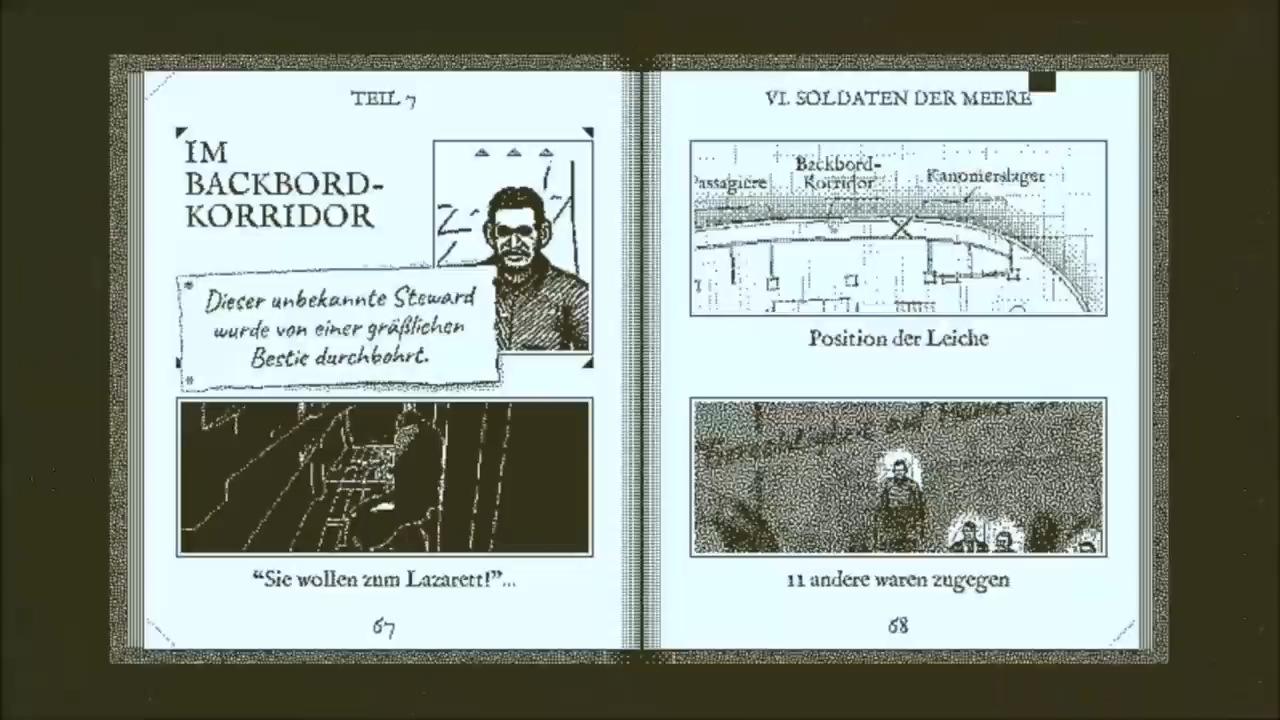 TEIL 7
IM
BACKBORD-
KORRIDOR
Dieser unbekannte Steward
wurde von einer gräßlichen
Bestie durchbohrt.
“Sie wollen zum Lazarett!”...
67
VI. SOLDATEN DER MEERE
Backbord-
Korridor
Passagiere
Kanonierslager
Position der Leiche
11 andere waren zugegen
68